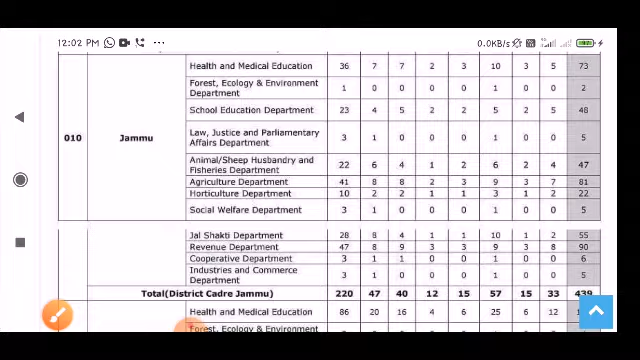 12:02 PM ... 0.0KB/s 97
Health and Medical Education 36 7 7 2 3 10 3 5 73
Forest, Ecology & Environment Department 1 0 0 0 0 1 0 0 2
School Education Department 23 4 5 2 2 5 2 5 48
010 Jammu Law, Justice and Parliamentary Affairs Department 3 1 0 0 0 1 0 0 5
Animal/Sheep Husbandry and Fisheries Department 22 6 4 1 2 6 2 4 47
Agriculture Department 41 8 8 2 3 9 3 7 81
Horticulture Department 10 2 2 1 1 3 1 2 22
Social Welfare Department 3 1 0 0 0 1 0 0 5
Jal Shakti Department 28 8 4 1 1 10 1 2 55
Revenue Department 47 8 9 3 3 9 3 8 90
Cooperative Department 3 1 1 0 0 1 0 0 6
Industries and Commerce Department 3 1 0 0 0 1 0 0 5
Total(District Cadre Jammu) 220 47 40 12 15 57 15 33 439
Health and Medical Education 86 20 16 4 6 25 6 12
Forest, Ecology &